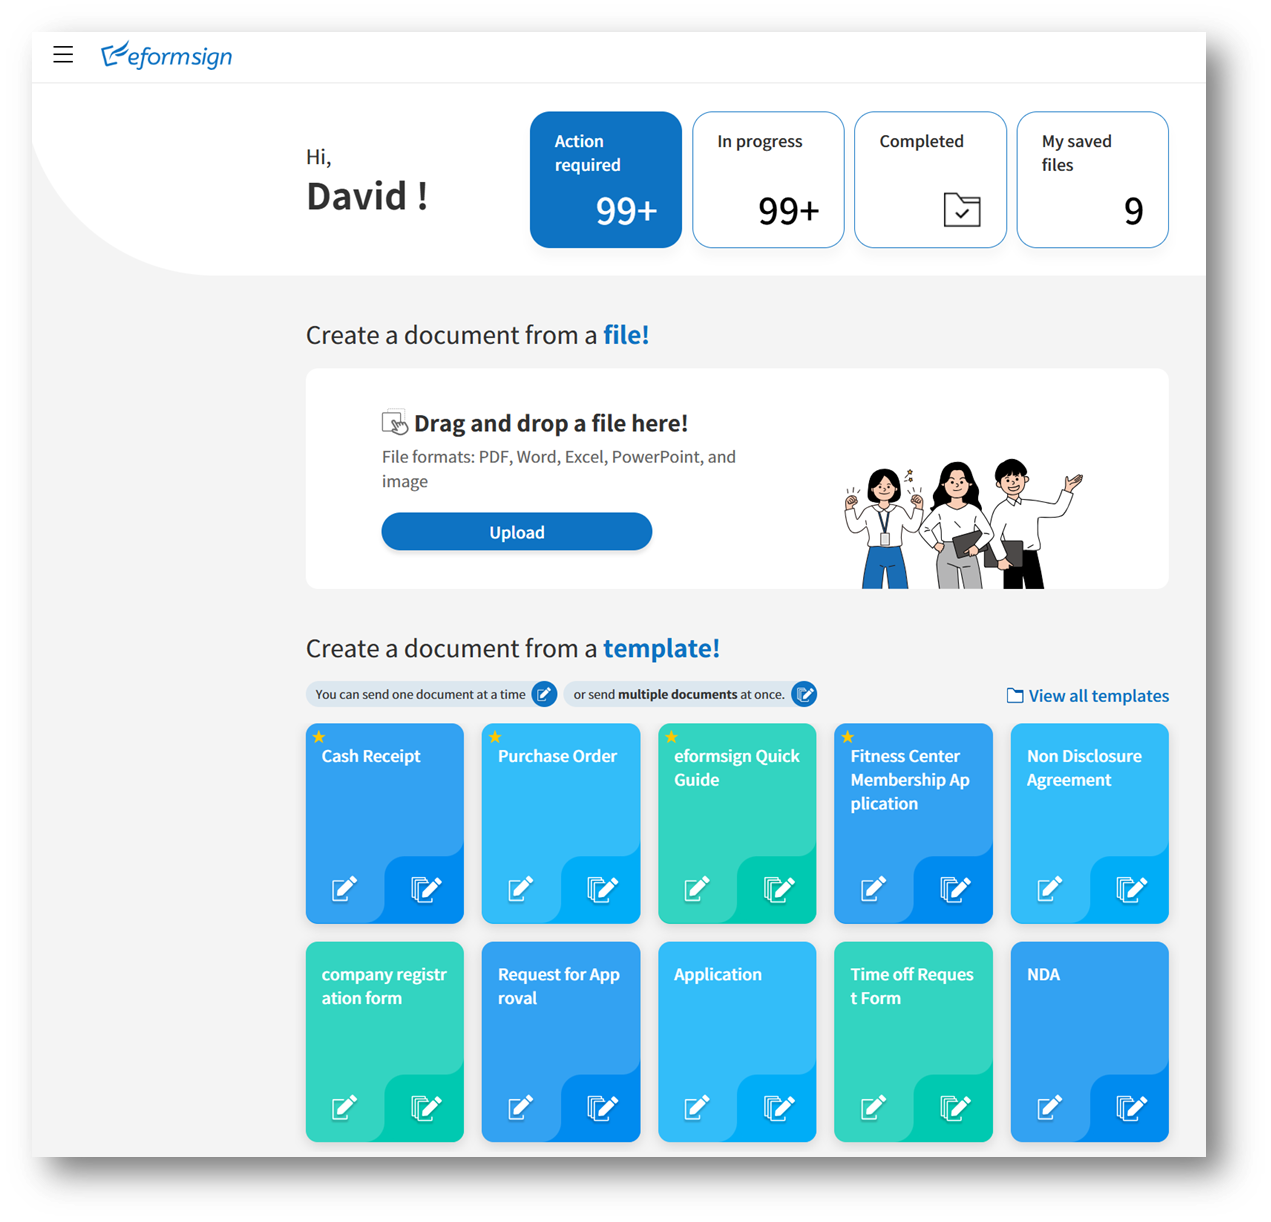 eformsign
Hi,
David !
Action
required
99+
In progress
99+
Completed
My saved
files
9
Create a document from a file!
Drag and drop a file here!
File formats: PDF, Word, Excel, PowerPoint, and
image
Upload
Create a document from a template!
You can send one document at a time
or send multiple documents at once.
View all templates
Cash Receipt
Purchase Order
eformsign Quick
Guide
Fitness Center
Membership Ap
plication
Non Disclosure
Agreement
company registr
ation form
Request for App
roval
Application
Time off Reques
t Form
NDA